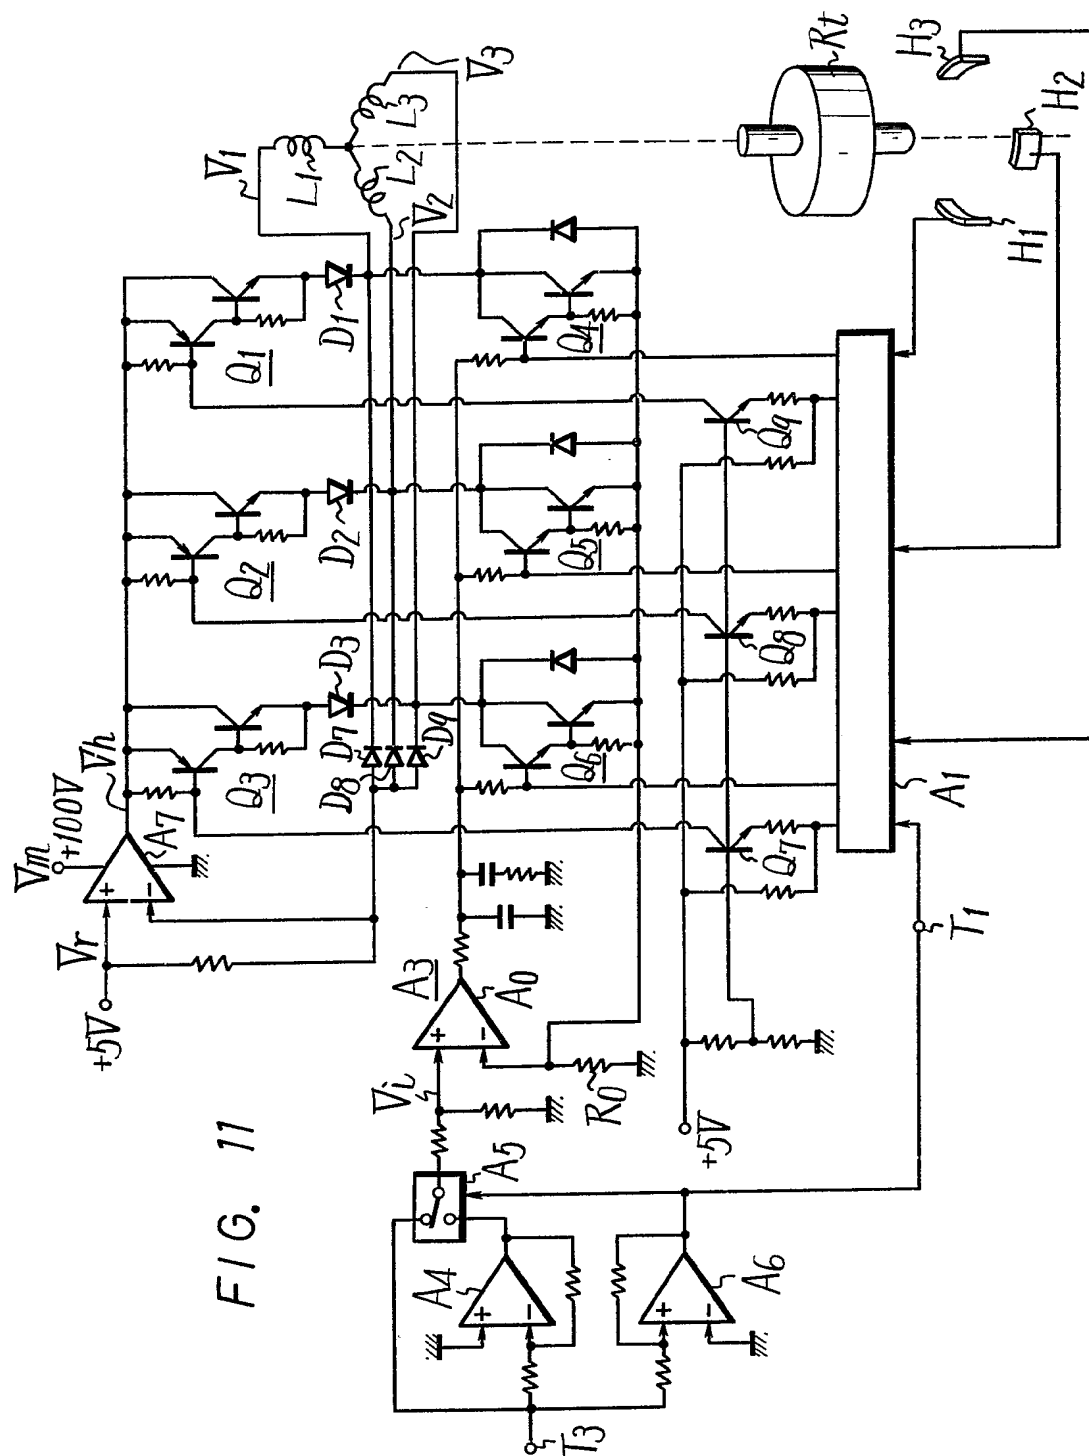 FIG. 11
Vm
+100V
Vh
A7
Vr
+5V
Q3
Q2
Q1
D3
D2
D1
D7
D8
D9
V1
L1
L2
L3
V2
V3
A3
A0
Vi
R0
Q6
Q5
Q4
A5
A4
A6
T3
+5V
Q7
Q8
Q9
T1
A1
H1
H2
H3
Rt